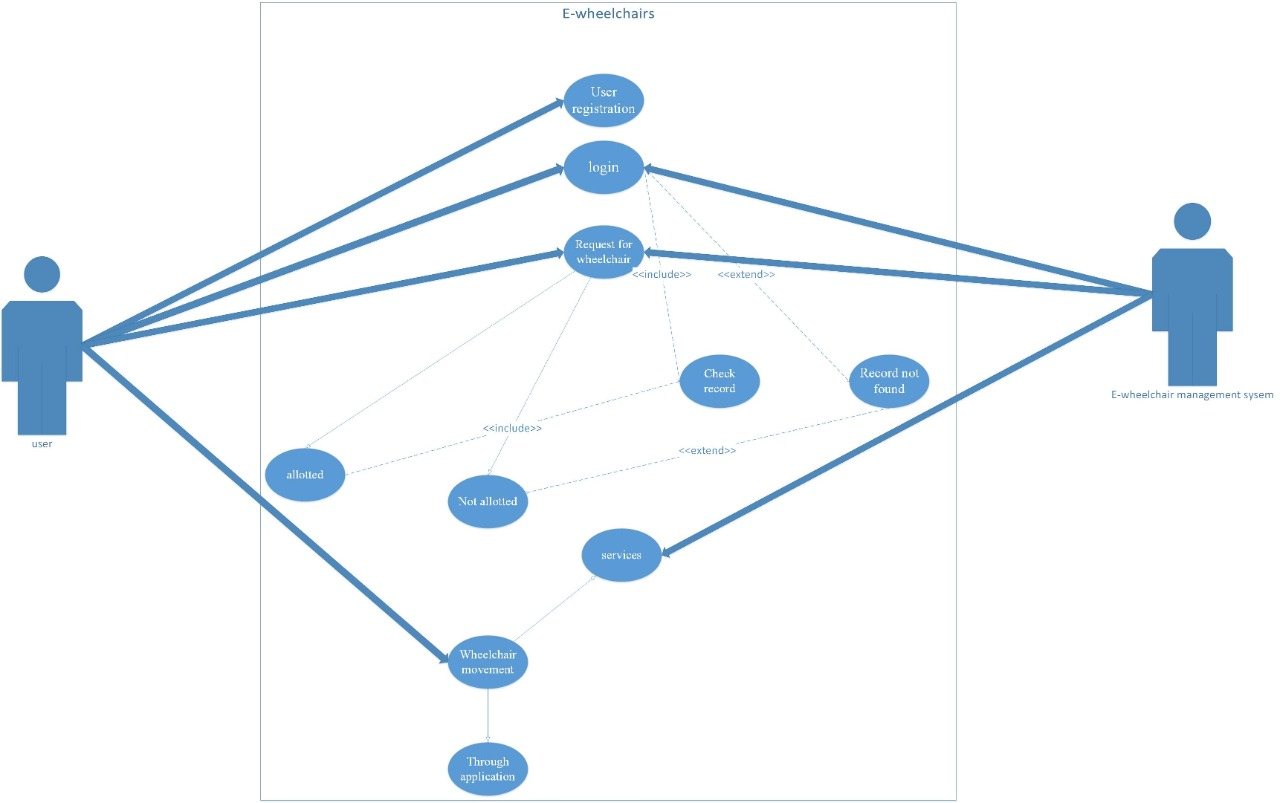 E-wheelchairs
User
registration
login
Request for
wheelchair
<<include>>
<<extend>>
Check
record
Record not
found
E-wheelchair management sysem
user
<<include>>
<<extend>>
allotted
Not allotted
services
Wheelchair
movement
Through
application